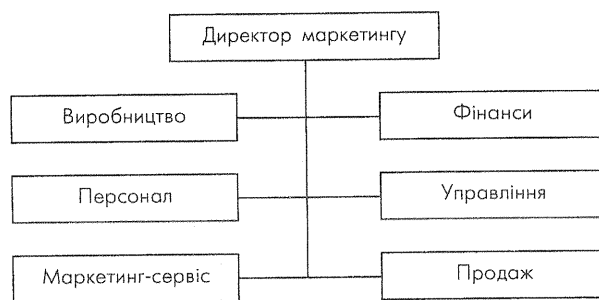 Директор маркетингу
Виробництво
Фінанси
Персонал
Управління
Маркетинг-сервіс
Продаж